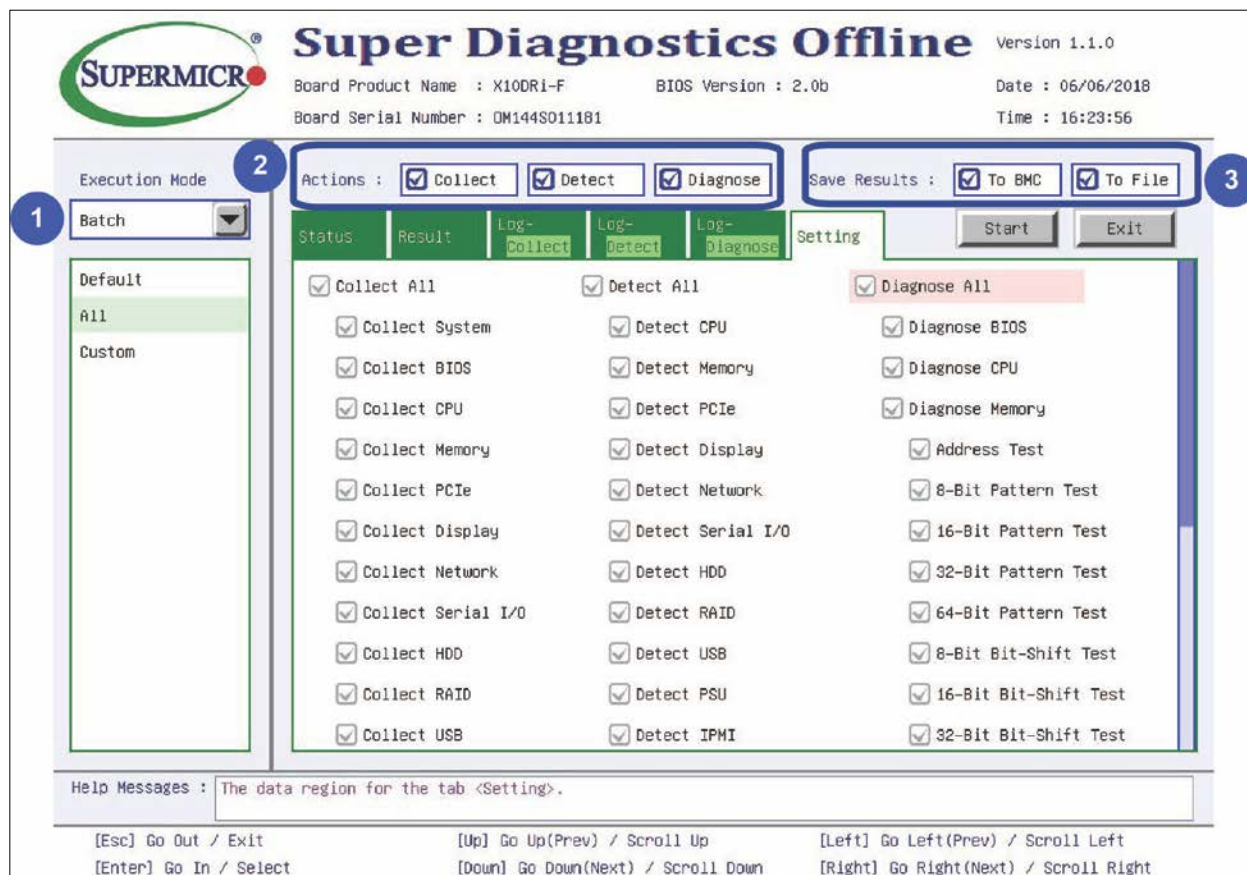 SUPERMICR
®
Super Diagnostics Offline Version 1.1.0
Board Product Name : X10DRi-F BIOS Version : 2.0b Date : 06/06/2018
Board Serial Number : OM144S011181 Time : 16:23:56
Execution Mode
1
Batch
Default
All
Custom
2
Actions : Collect Detect Diagnose
Save Results : To BMC To File
3
Start Exit
Status Result Log-Collect Log-Detect Log-Diagnose Setting
Collect All Detect All Diagnose All
Collect System Detect CPU Diagnose BIOS
Collect BIOS Detect Memory Diagnose CPU
Collect CPU Detect PCIe Diagnose Memory
Collect Memory Detect Display Address Test
Collect PCIe Detect Network 8-Bit Pattern Test
Collect Display Detect Serial I/O 16-Bit Pattern Test
Collect Network Detect HDD 32-Bit Pattern Test
Collect Serial I/O Detect RAID 64-Bit Pattern Test
Collect HDD Detect USB 8-Bit Bit-Shift Test
Collect RAID Detect PSU 16-Bit Bit-Shift Test
Collect USB Detect IPMI 32-Bit Bit-Shift Test
Help Messages : The data region for the tab <Setting>.
[Esc] Go Out / Exit [Up] Go Up(Prev) / Scroll Up [Left] Go Left(Prev) / Scroll Left
[Enter] Go In / Select [Down] Go Down(Next) / Scroll Down [Right] Go Right(Next) / Scroll Right